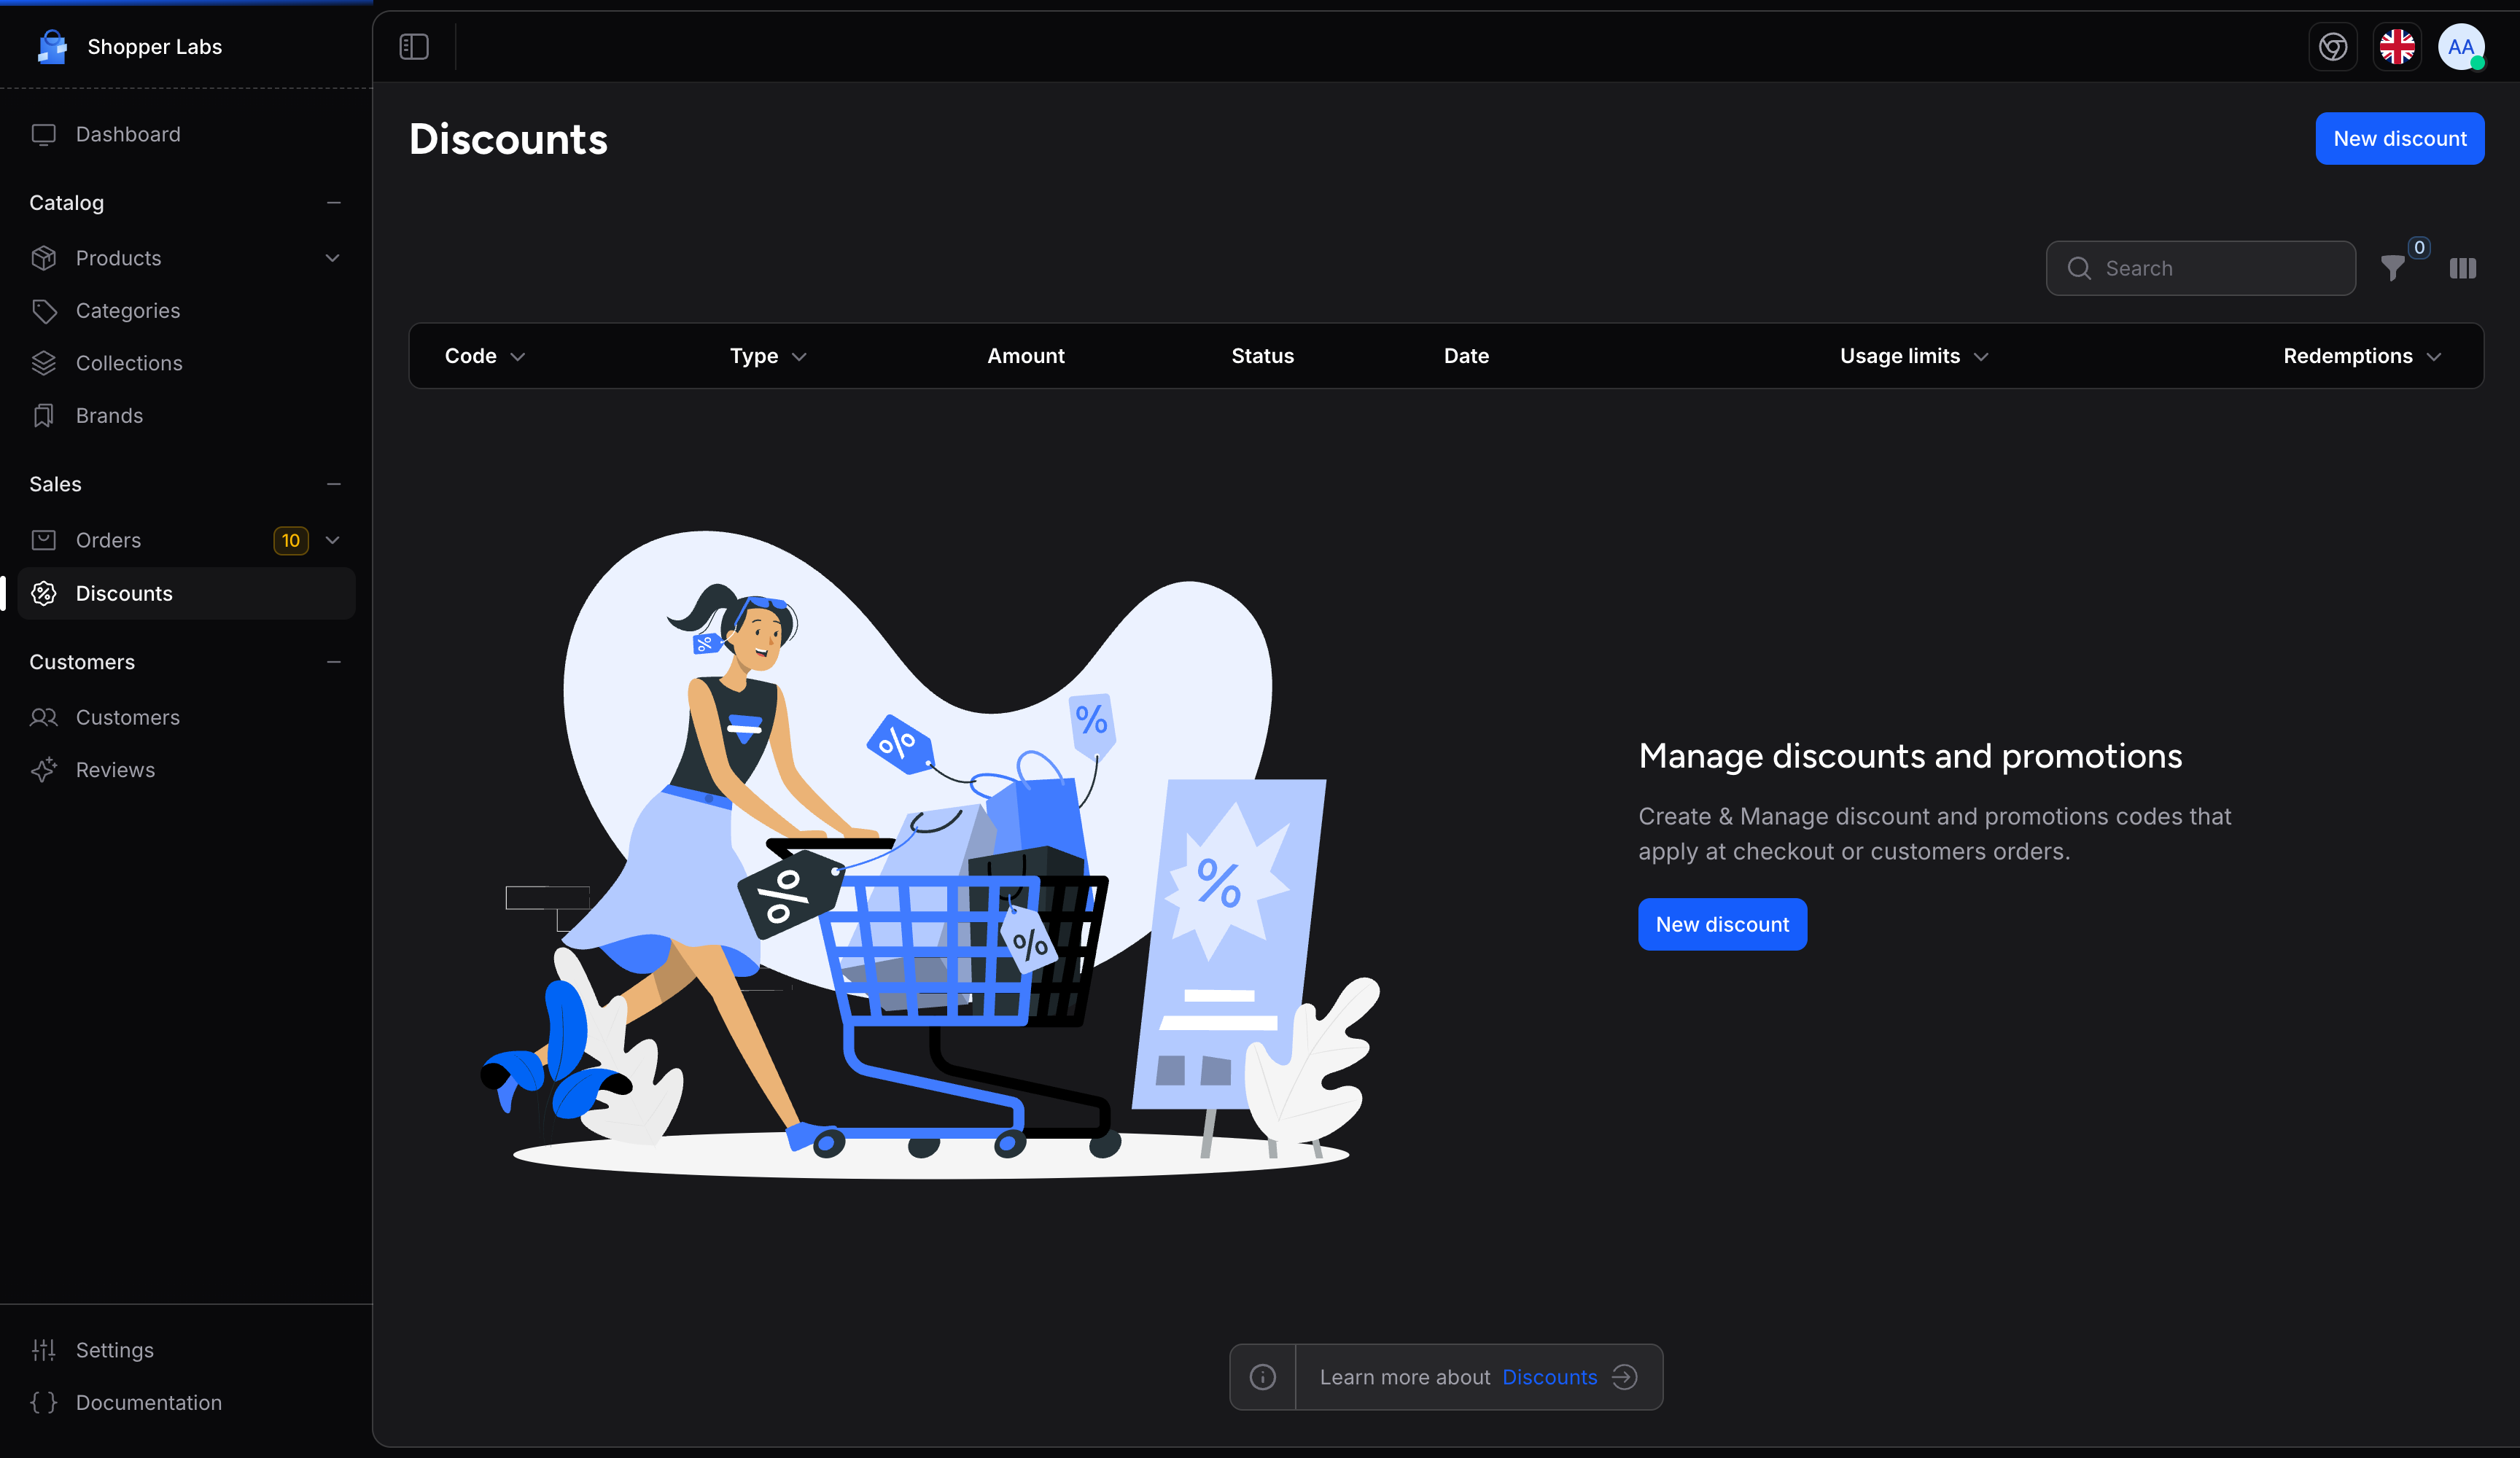 Shopper Labs
AA
Dashboard
Catalog
Products
Categories
Collections
Brands
Sales
Orders 10
Discounts
Customers
Customers
Reviews
Settings
Documentation
Discounts
New discount
Search
0
Code Type Amount Status Date Usage limits Redemptions
%
%
%
%
%
%
Manage discounts and promotions
Create & Manage discount and promotions codes that
apply at checkout or customers orders.
New discount
Learn more about Discounts